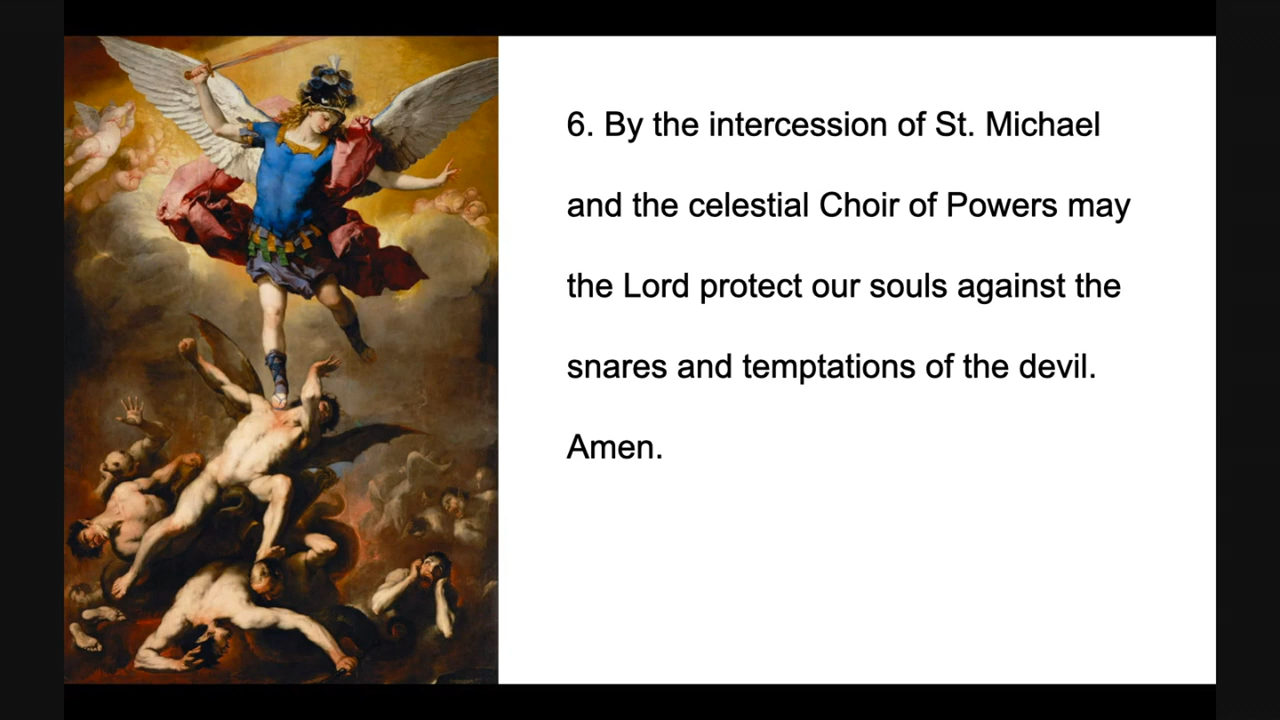 6. By the intercession of St. Michael
and the celestial Choir of Powers may
the Lord protect our souls against the
snares and temptations of the devil.
Amen.